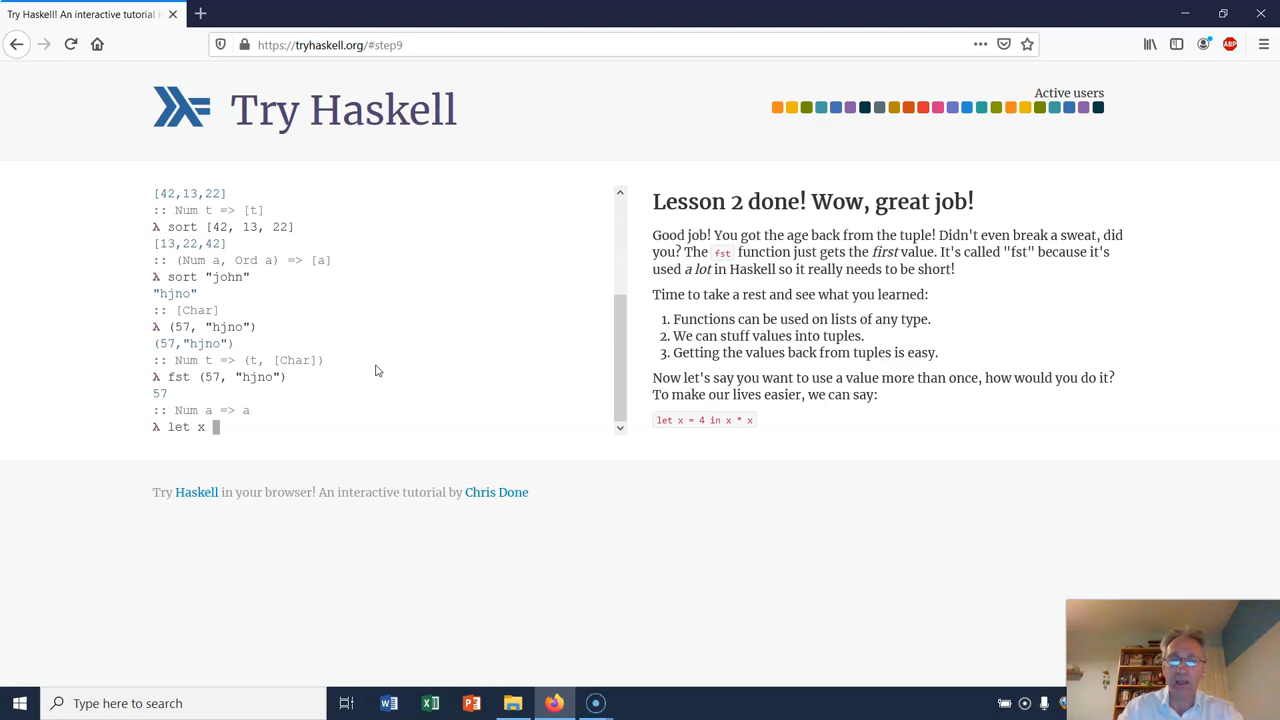 Try Haskell! An interactive tutorial i
https://tryhaskell.org/#step9
ABP
Try Haskell
Active users
[42,13,22]
:: Num t => [t]
λ sort [42, 13, 22]
[13,22,42]
:: (Num a, Ord a) => [a]
λ sort "john"
"hjno"
:: [Char]
λ (57, "hjno")
(57,"hjno")
:: Num t => (t, [Char])
λ fst (57, "hjno")
57
:: Num a => a
λ let x
Lesson 2 done! Wow, great job!
Good job! You got the age back from the tuple! Didn't even break a sweat, did
you? The fst function just gets the first value. It's called "fst" because it's
used a lot in Haskell so it really needs to be short!
Time to take a rest and see what you learned:
1. Functions can be used on lists of any type.
2. We can stuff values into tuples.
3. Getting the values back from tuples is easy.
Now let's say you want to use a value more than once, how would you do it?
To make our lives easier, we can say:
let x = 4 in x * x
Try Haskell in your browser! An interactive tutorial by Chris Done
Type here to search